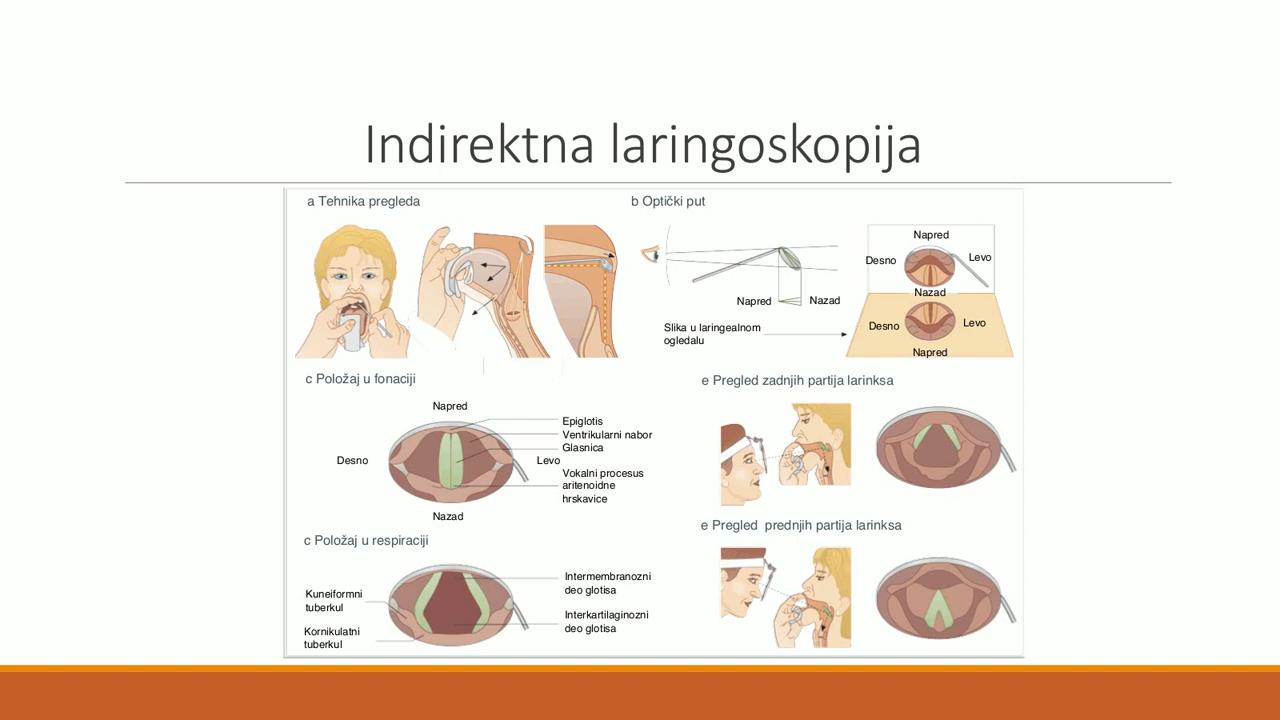 Indirektna laringoskopija
a Tehnika pregleda
b Optički put
Napred
Desno
Levo
Nazad
Desno
Levo
Napred
Napred
Nazad
Slika u laringealnom
ogledalu
c Položaj u fonaciji
Napred
Desno
Levo
Nazad
Epiglotis
Ventrikularni nabor
Glasnica
Vokalni procesus
aritenoidne
hrskavice
e Pregled zadnjih partija larinksa
c Položaj u respiraciji
Kuneiformni
tuberkul
Kornikulatni
tuberkul
Intermembranozni
deo glotisa
Interkartilaginozni
deo glotisa
e Pregled  prednjih partija larinksa